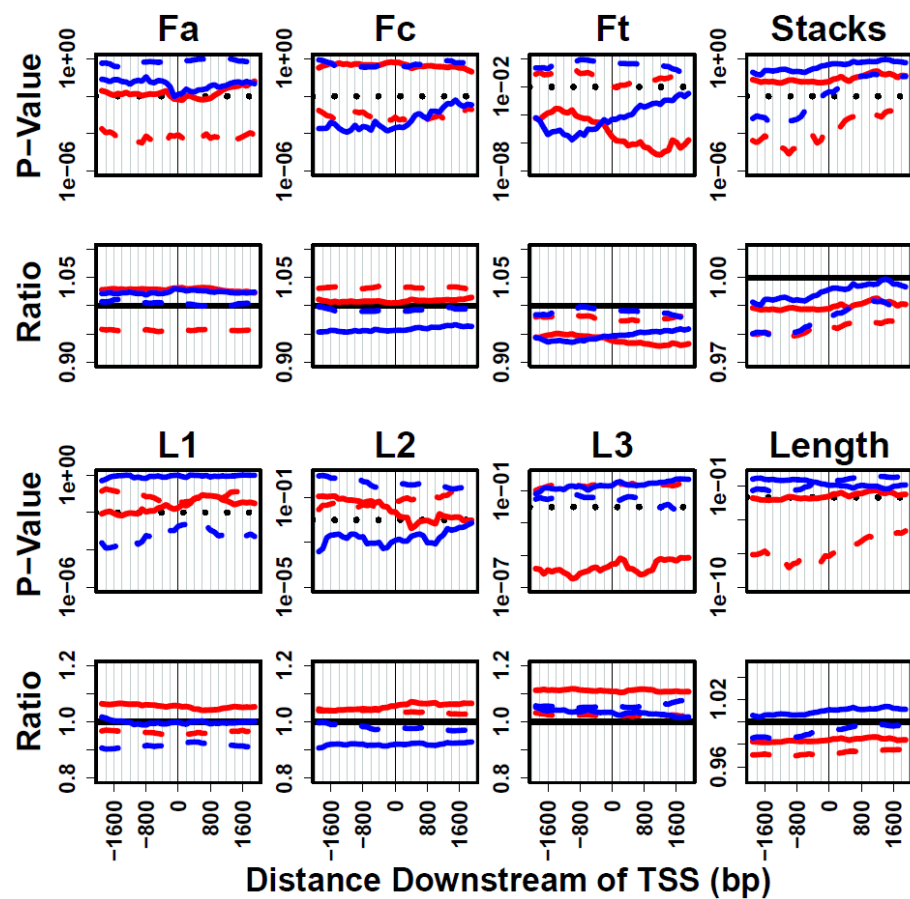 Fa Fc Ft Stacks
P-Value
1e-06 1e+00
1e-06 1e+00
1e-08 1e-02
1e-06 1e+00
Ratio
0.90 1.05
0.90 1.05
0.90 1.05
0.97 1.00
L1 L2 L3 Length
P-Value
1e-06 1e+00
1e-05 1e-01
1e-07 1e-01
1e-10 1e-01
Ratio
0.8 1.0 1.2
0.8 1.0 1.2
0.8 1.0 1.2
0.96 1.02
-1600 -800 0 800 1600
-1600 -800 0 800 1600
-1600 -800 0 800 1600
-1600 -800 0 800 1600
Distance Downstream of TSS (bp)